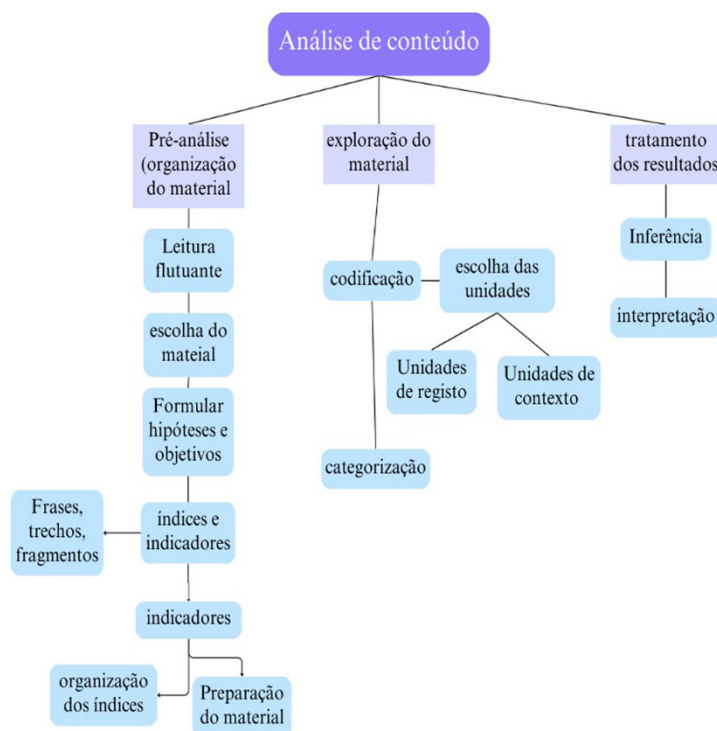 Análise de conteúdo
Pré-análise
(organização
do material
exploração do
material
tratamento
dos resultados
Leitura
flutuante
escolha do
mateial
Formular
hipóteses e
objetivos
índices e
indicadores
Frases,
trechos,
fragmentos
indicadores
organização
dos índices
Preparação
do material
codificação
escolha das
unidades
Unidades
de registo
Unidades de
contexto
categorização
Inferência
interpretação